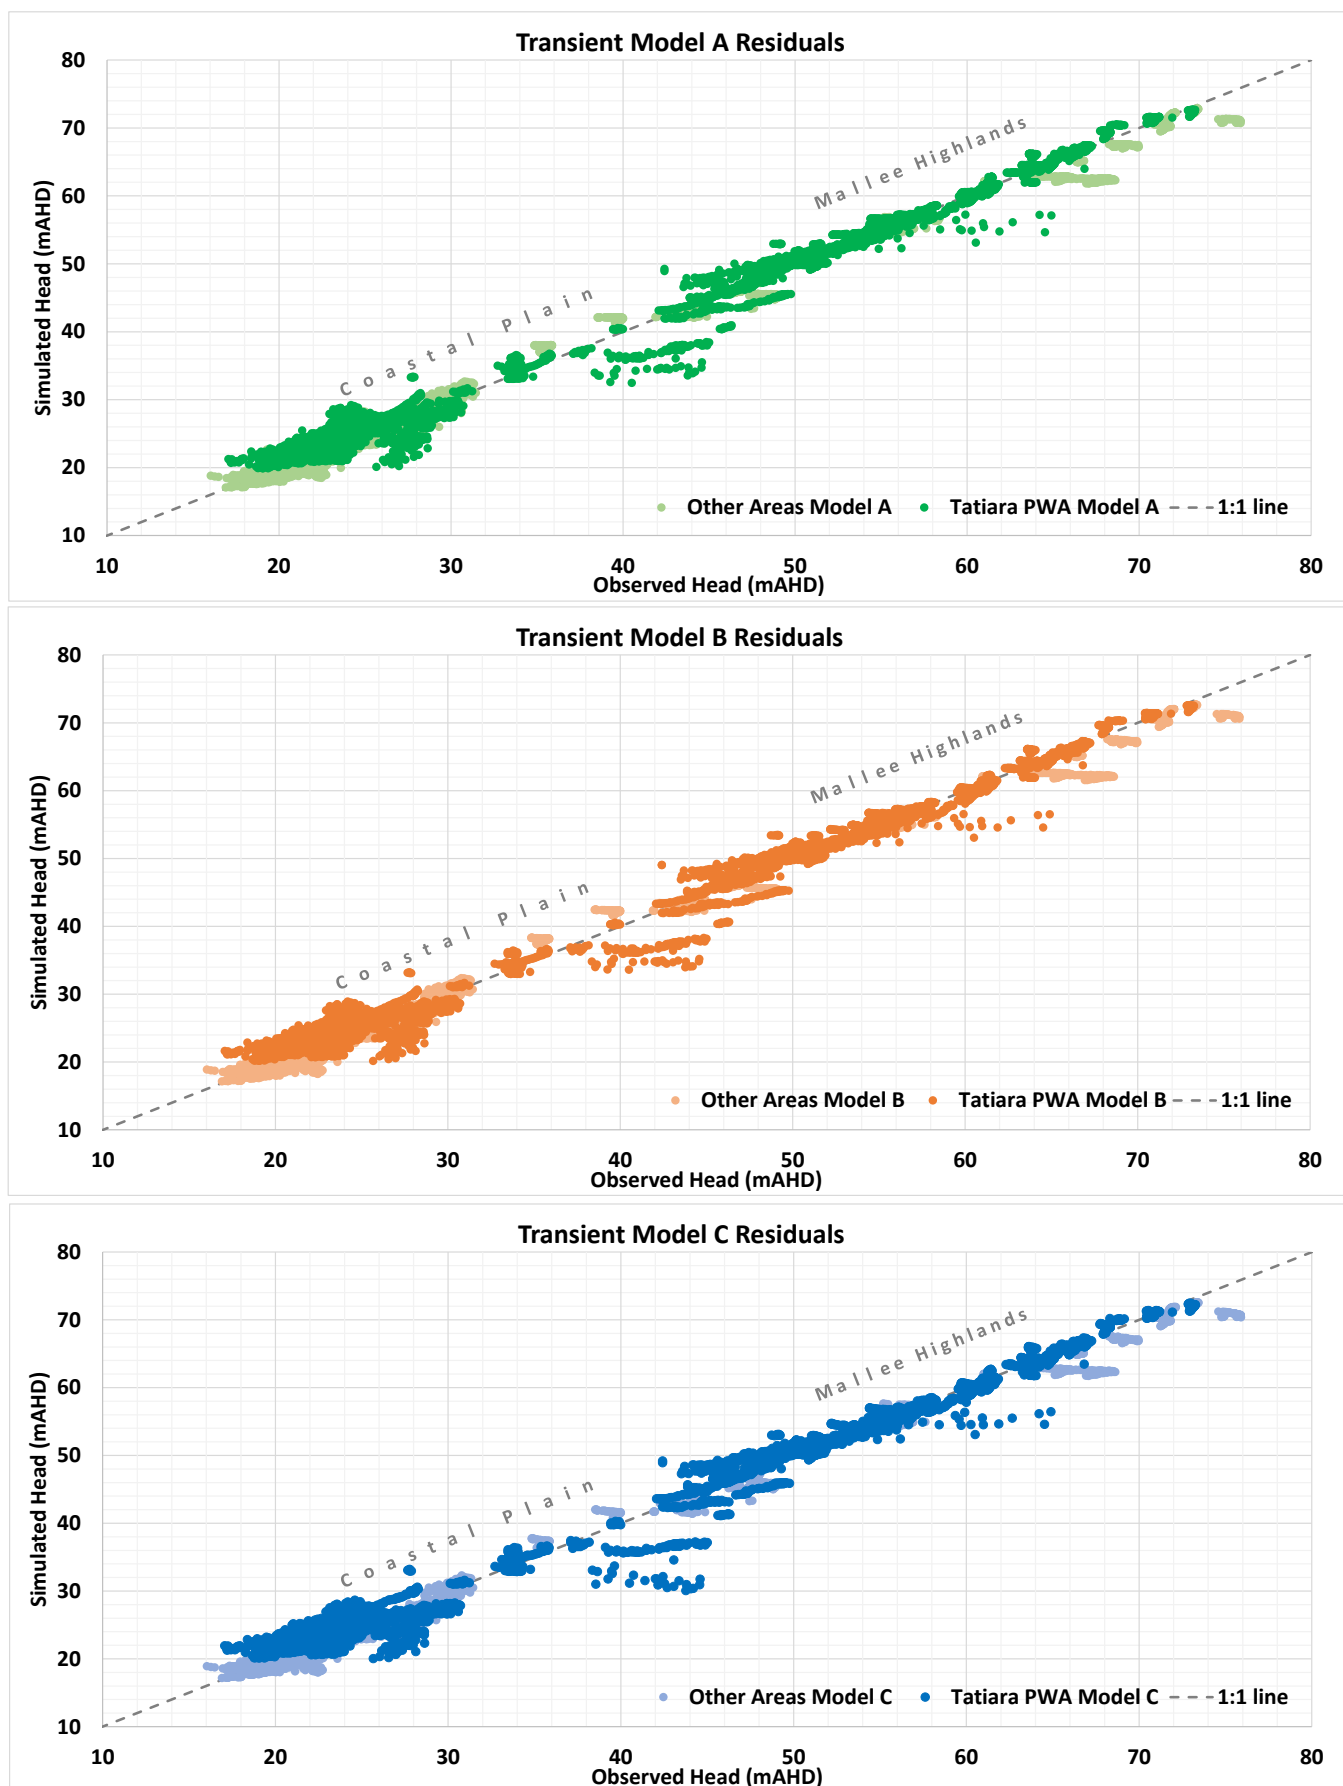 Transient Model A Residuals
80
70
60
50
40
30
20
10
Simulated Head (mAHD)
Mallee Highlands
Coastal Plain
Other Areas Model A
Tatiara PWA Model A
1:1 line
10 20 30 40 50 60 70 80
Observed Head (mAHD)
Transient Model B Residuals
80
70
60
50
40
30
20
10
Simulated Head (mAHD)
Mallee Highlands
Coastal Plain
Other Areas Model B
Tatiara PWA Model B
1:1 line
10 20 30 40 50 60 70 80
Observed Head (mAHD)
Transient Model C Residuals
80
70
60
50
40
30
20
10
Simulated Head (mAHD)
Mallee Highlands
Coastal Plain
Other Areas Model C
Tatiara PWA Model C
1:1 line
10 20 30 40 50 60 70 80
Observed Head (mAHD)